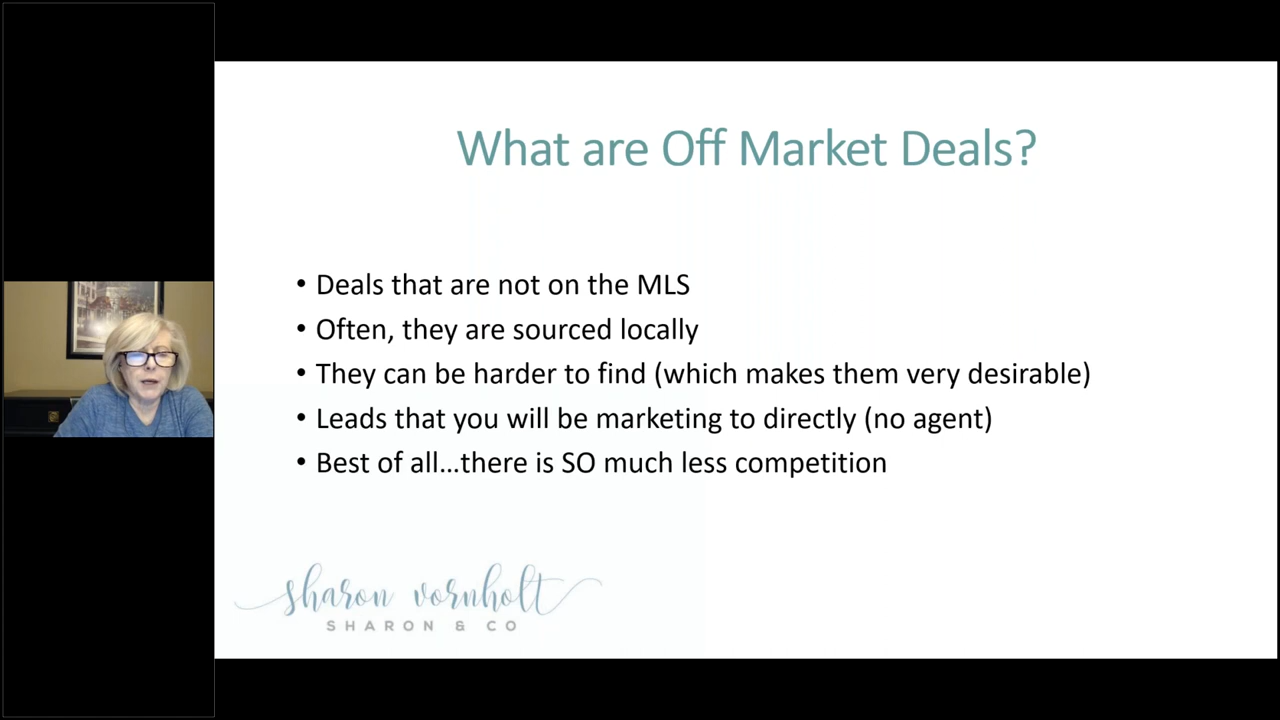 What are Off Market Deals?
• Deals that are not on the MLS
• Often, they are sourced locally
• They can be harder to find (which makes them very desirable)
• Leads that you will be marketing to directly (no agent)
• Best of all...there is SO much less competition
sharon vornholt
SHARON & CO